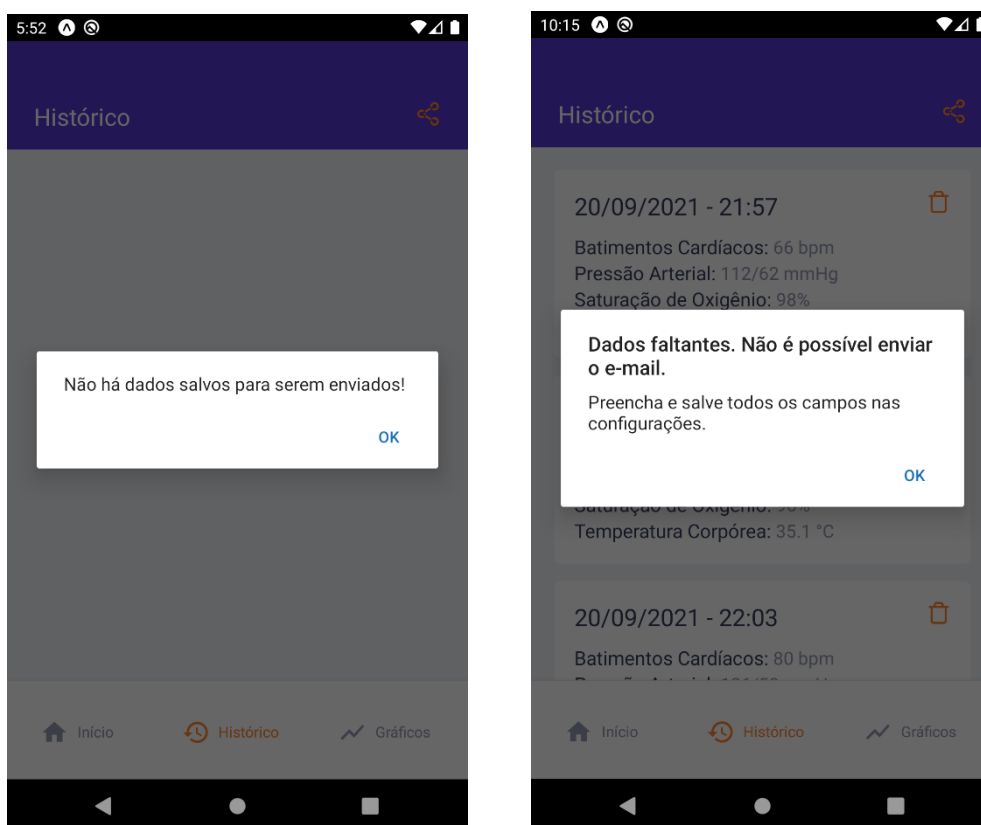 5:52
Histórico
Não há dados salvos para serem enviados!
OK
Início
Histórico
Gráficos
10:15
Histórico
20/09/2021 - 21:57
Batimentos Cardíacos: 66 bpm
Pressão Arterial: 112/62 mmHg
Saturação de Oxigênio: 98%
Dados faltantes. Não é possível enviar
o e-mail.
Preencha e salve todos os campos nas
configurações.
OK
Saturação de Oxigênio:
Temperatura Corpórea: 35.1 °C
20/09/2021 - 22:03
Batimentos Cardíacos: 80 bpm
Início
Histórico
Gráficos